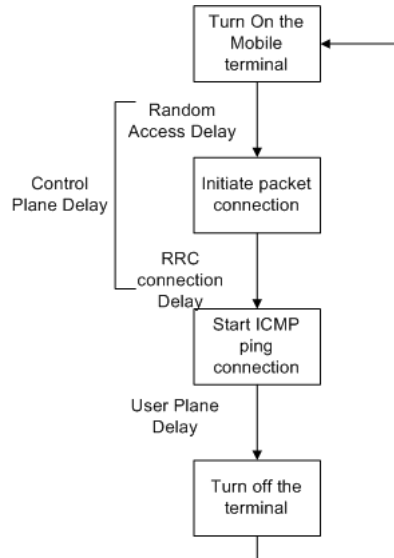 Turn On the
Mobile
terminal
Random
Access Delay
Control
Plane Delay
Initiate packet
connection
RRC
connection
Delay
Start ICMP
ping
connection
User Plane
Delay
Turn off the
terminal